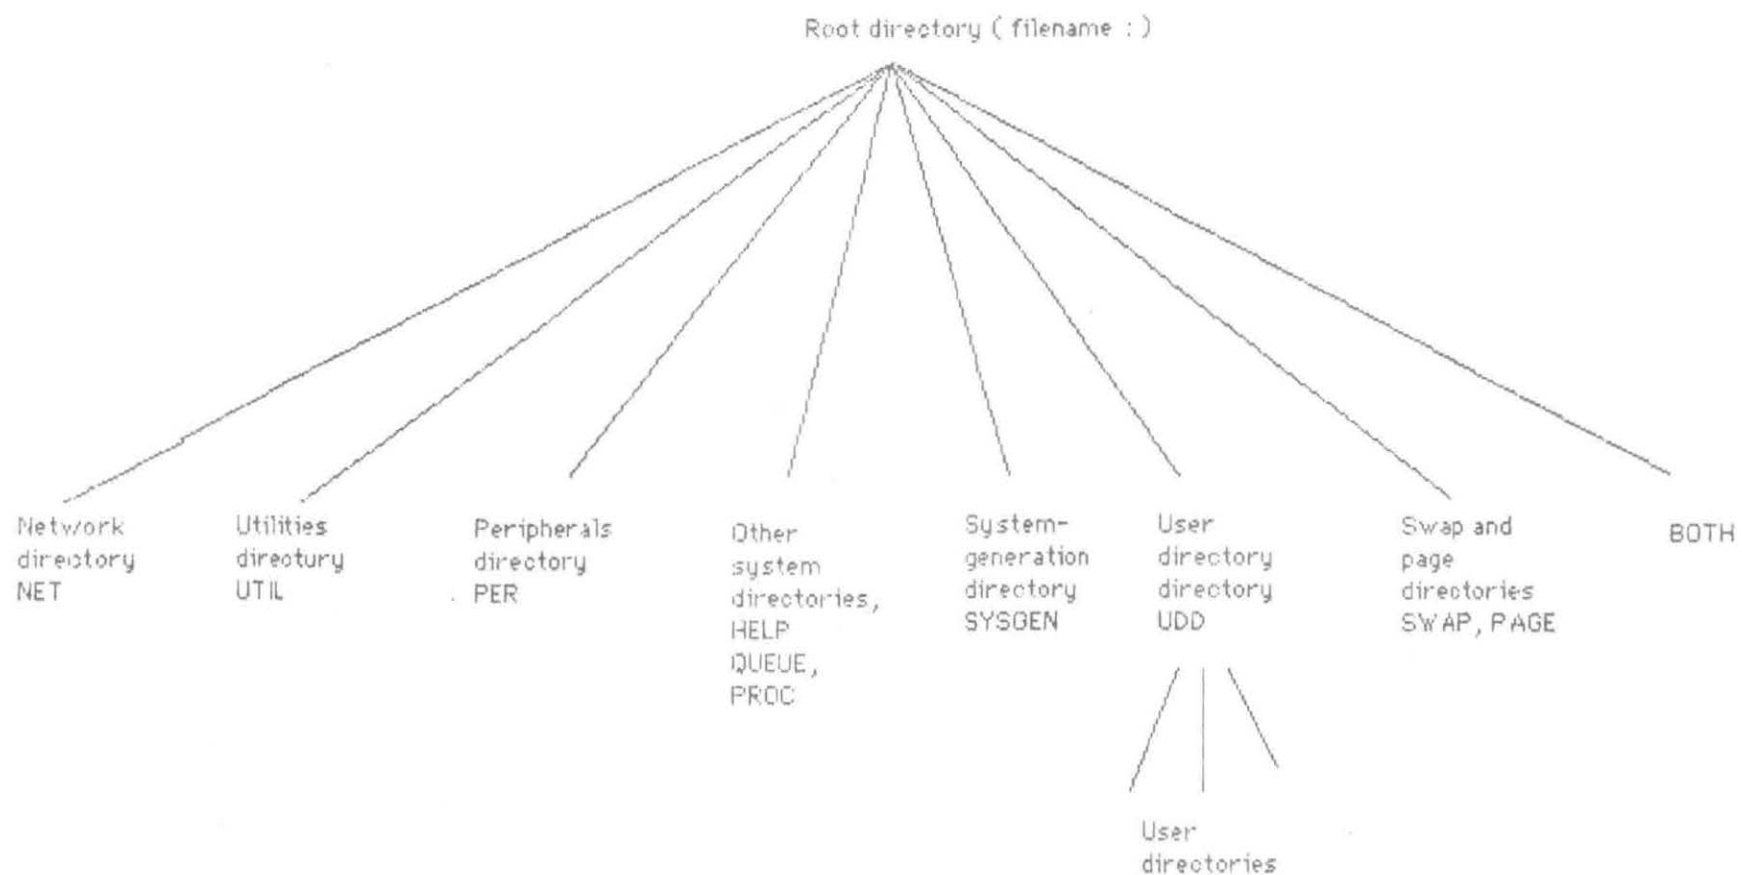 Root directory ( filename : )
Network
directory
NET
Utilities
directury
UTIL
Peripherals
directory
PER
Other
system
directories,
HELP
QUEUE,
PROC
System-
generation
directory
SYSGEN
User
directory
directory
UDD
Swap and
page
directories
SWAP, PAGE
BOTH
User
directories